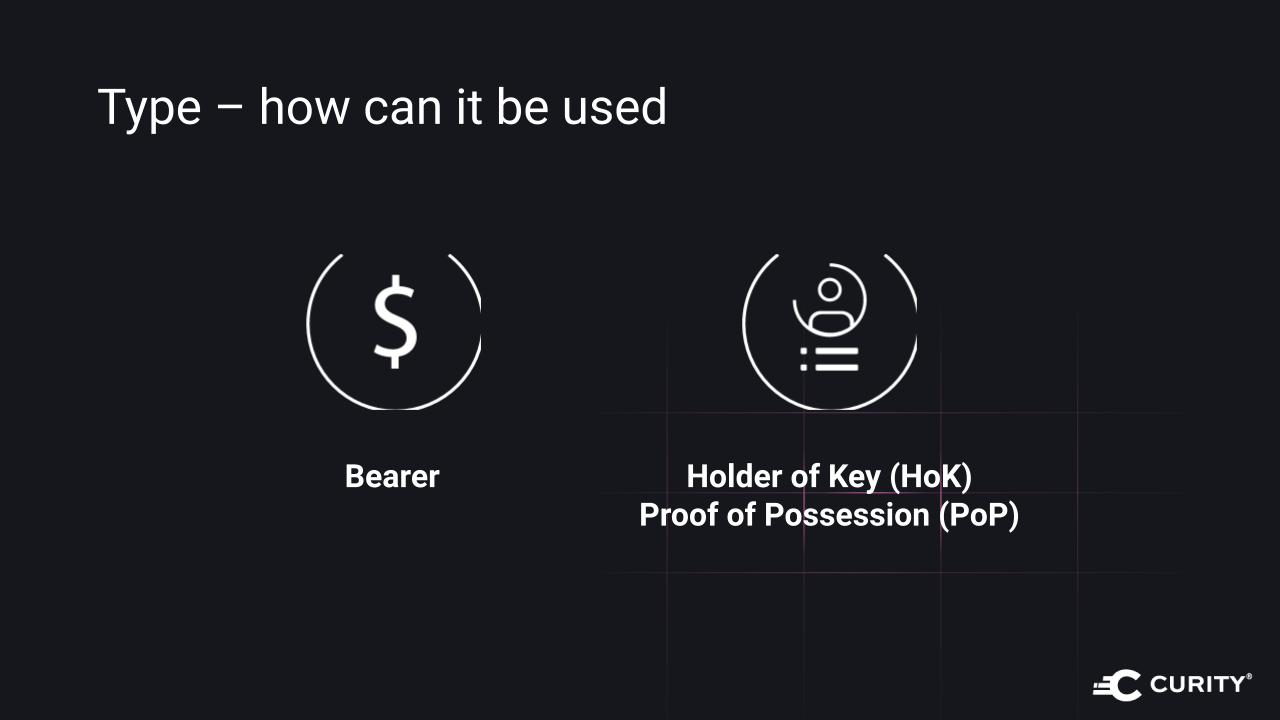 Type – how can it be used
$
Bearer
Holder of Key (HoK)
Proof of Possession (PoP)
CURITY®